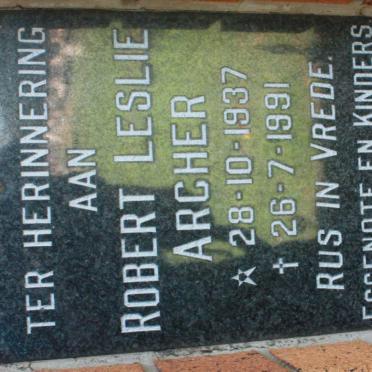 TER HERINNERING
AAN
ROBERT LESLIE
ARCHER
☆ 28-10-1937
✝ 26-7-1991
RUS IN VREDE.
EGGENOTE EN KINDERS